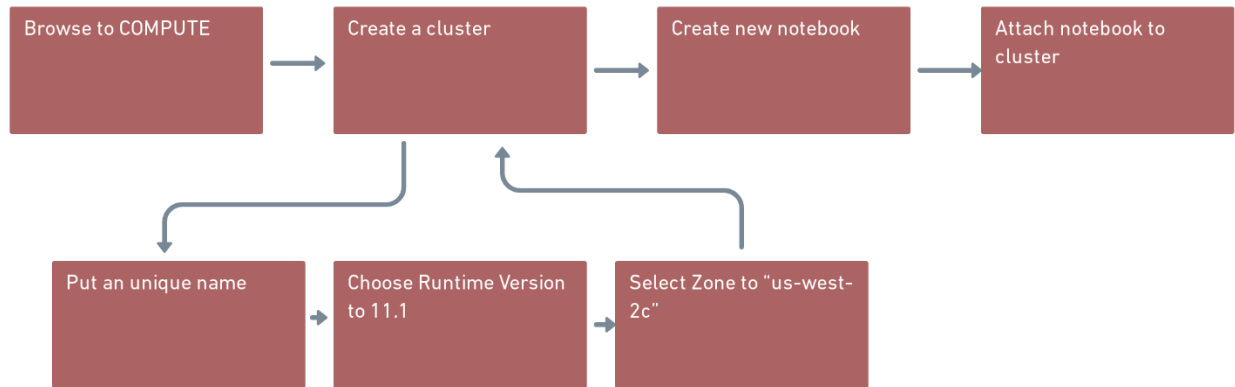 Browse to COMPUTE
Create a cluster
Create new notebook
Attach notebook to
cluster
Put an unique name
Choose Runtime Version
to 11.1
Select Zone to “us-west-
2c”